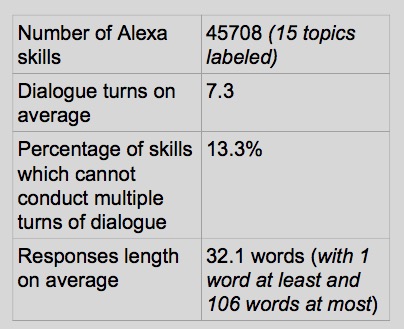 Number of Alexa
skills
45708 (15 topics
labeled)
Dialogue turns on
average
7.3
Percentage of skills
which cannot
conduct multiple
turns of dialogue
13.3%
Responses length
on average
32.1 words (with 1
word at least and
106 words at most)